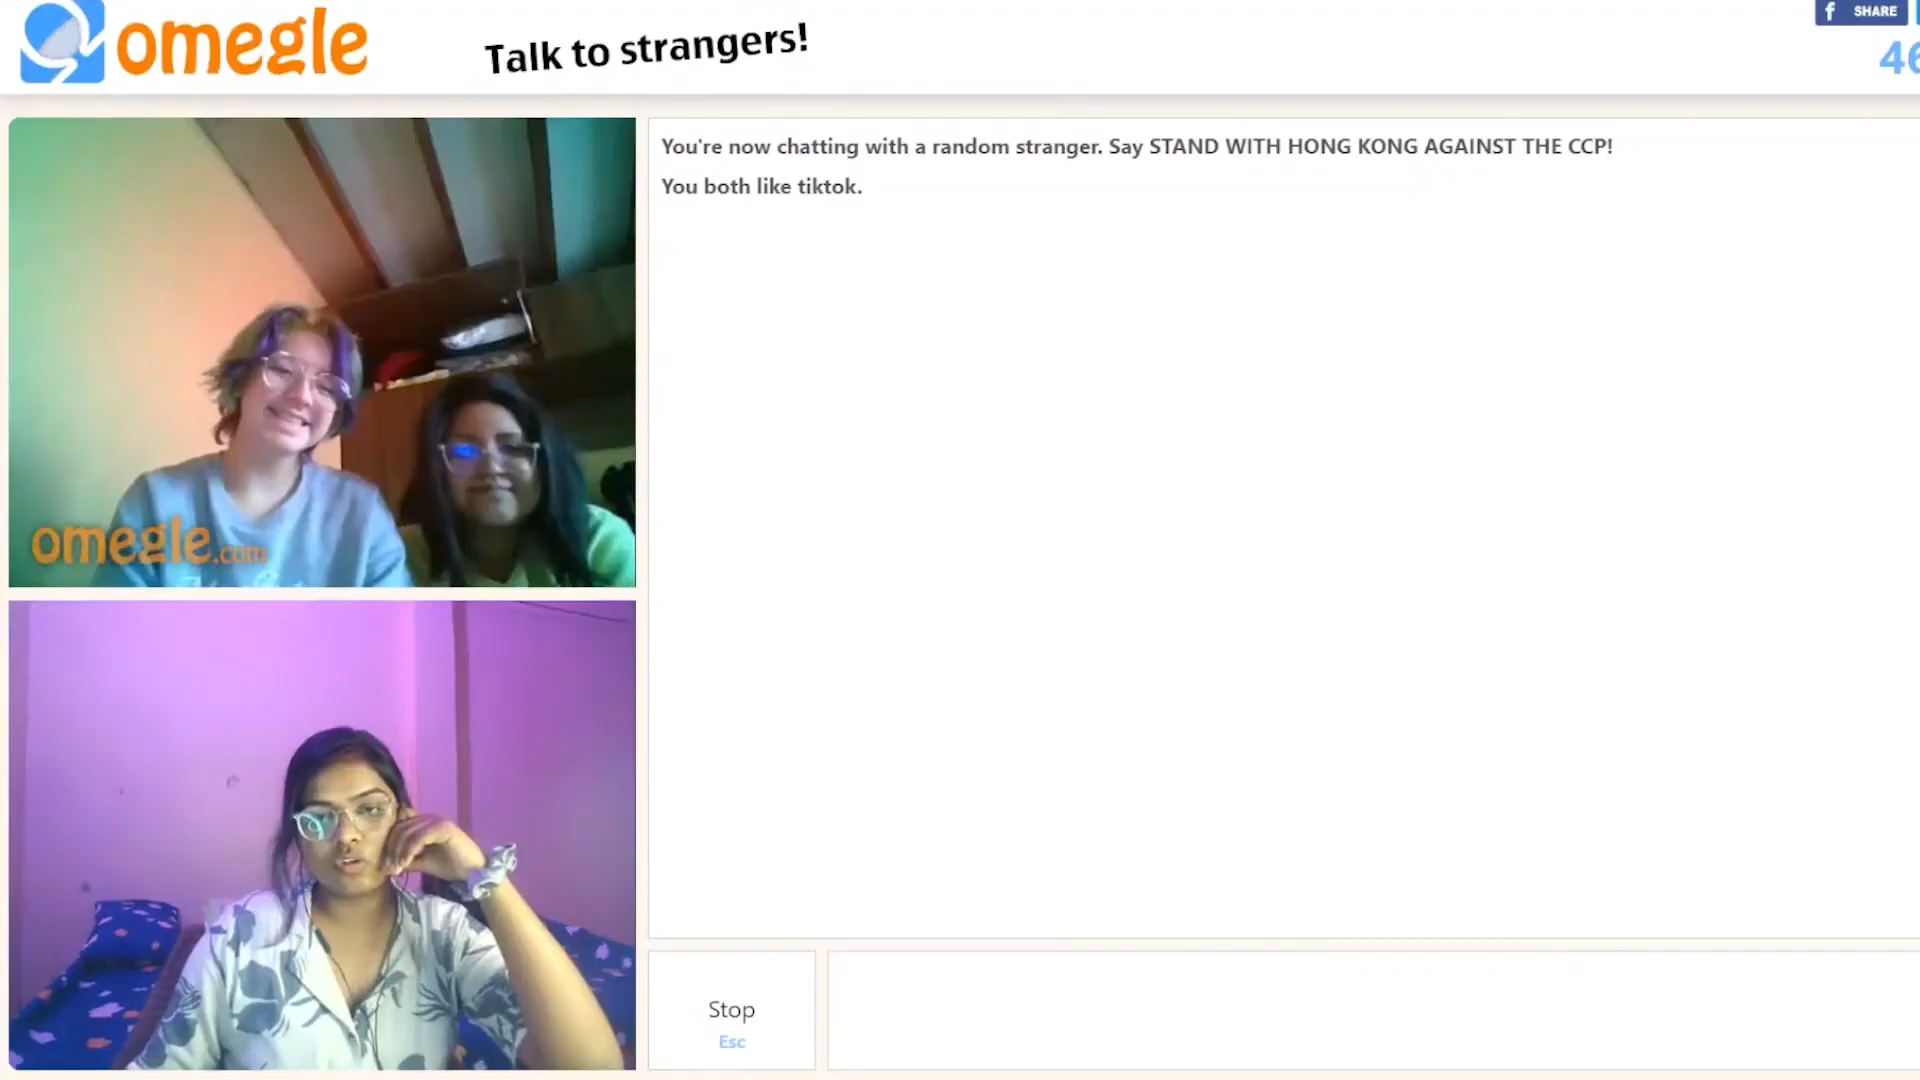 omegle
Talk to strangers!
SHARE
46
You're now chatting with a random stranger. Say STAND WITH HONG KONG AGAINST THE CCP!
You both like tiktok.
omegle.com
Stop
Esc